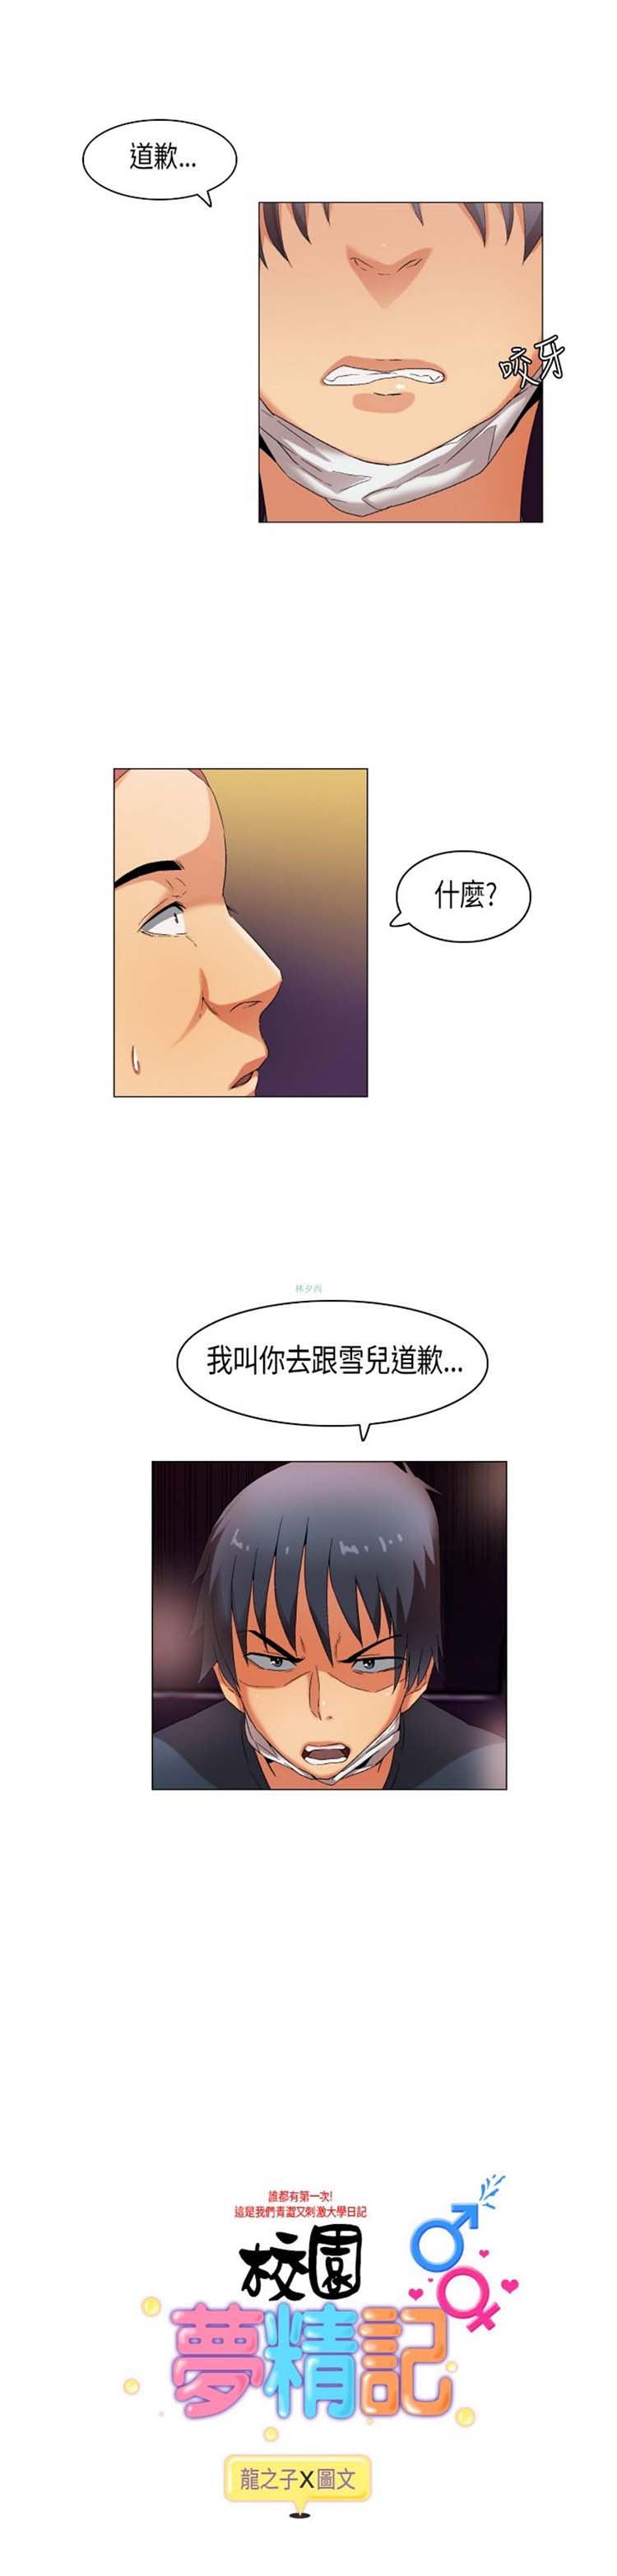 道歉...
咬牙
什麼?
林夕西
我叫你去跟雪兒道歉...
誰都有第一次!
這是我們青澀又刺激大學日記
校園
夢精記
龍之子X圖文